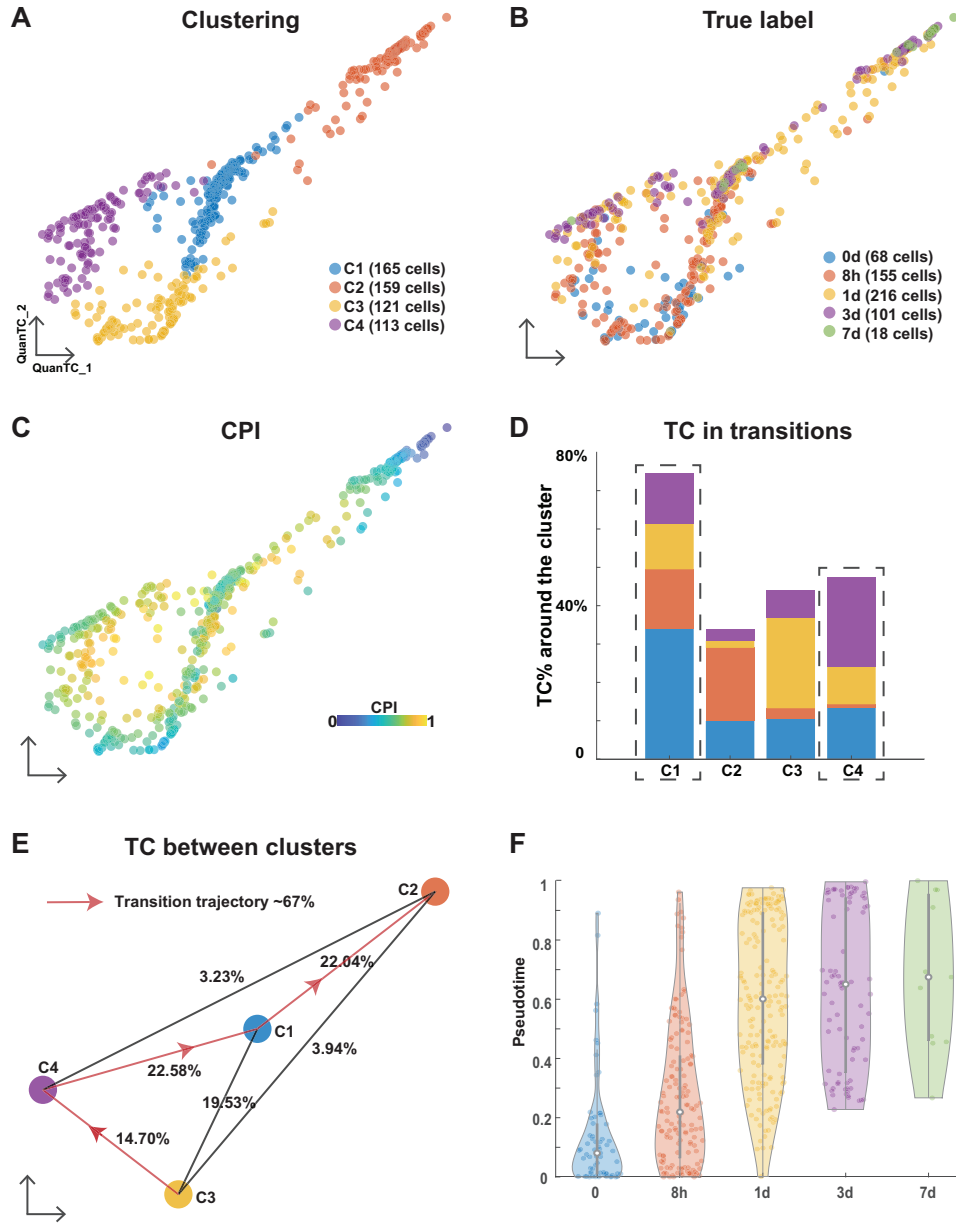 A
Clustering
C1 (165 cells)
C2 (159 cells)
C3 (121 cells)
C4 (113 cells)
QuanTC_2
QuanTC_1
B
True label
0d (68 cells)
8h (155 cells)
1d (216 cells)
3d (101 cells)
7d (18 cells)
C
CPI
CPI
0
1
D
TC in transitions
TC% around the cluster
80%
40%
0
C1
C2
C3
C4
E
TC between clusters
Transition trajectory ~67%
C2
22.04%
3.23%
C1
3.94%
C4
22.58%
19.53%
14.70%
C3
F
Pseudotime
1
0.8
0.6
0.4
0.2
0
0
8h
1d
3d
7d